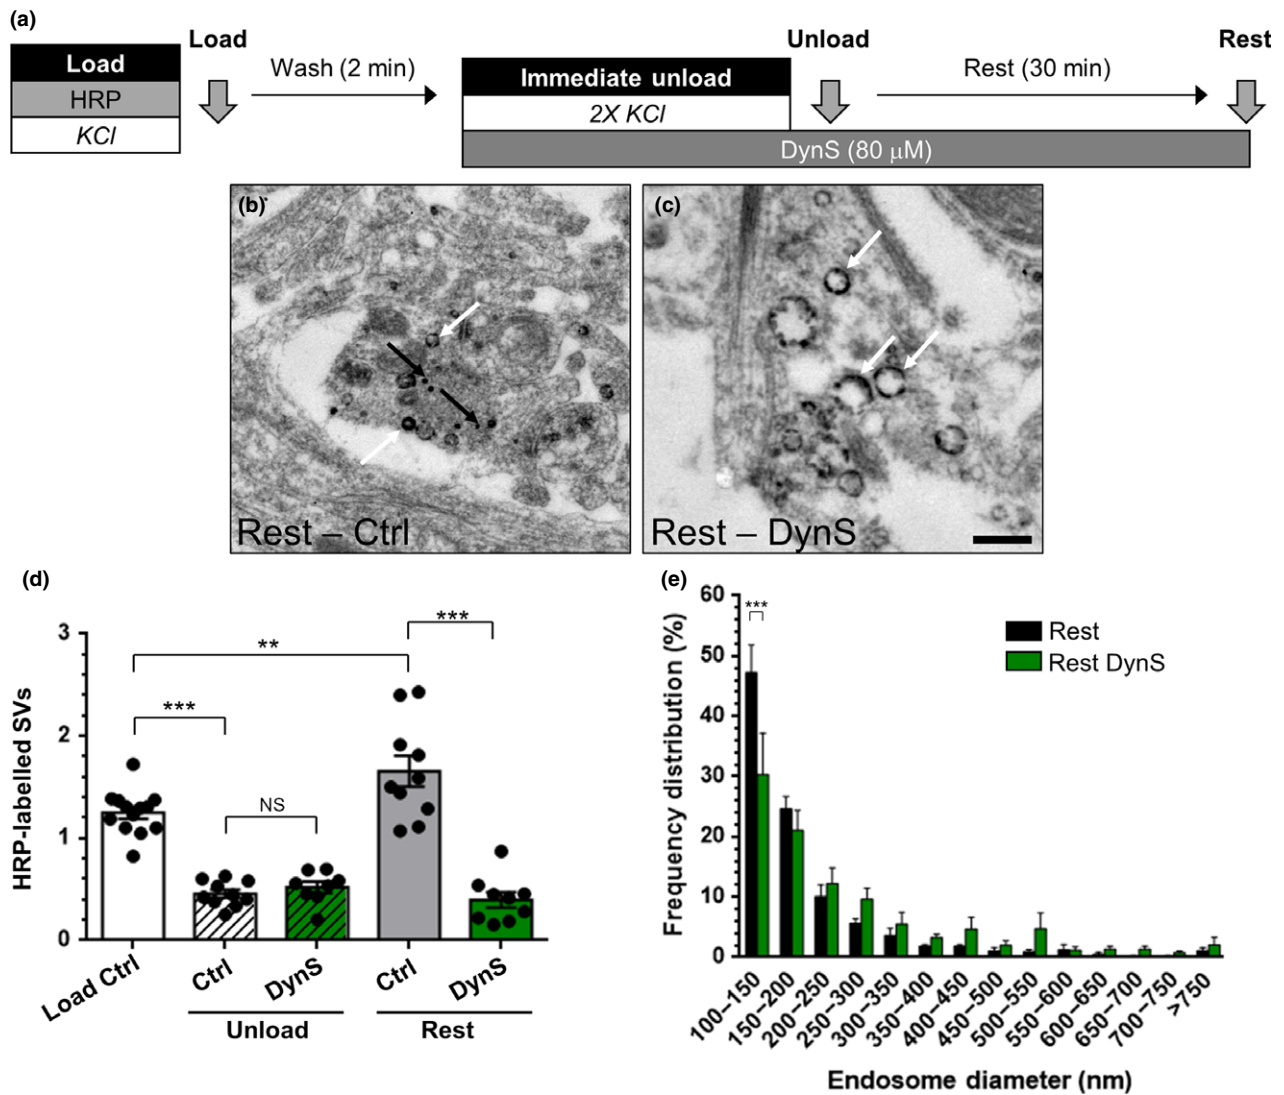 (a)
Load
Unload
Rest
Load
HRP
KCl
Wash (2 min)
Immediate unload
2X KCl
DynS (80 μM)
Rest (30 min)
(b)
Rest – Ctrl
(c)
Rest – DynS
(d)
HRP-labelled SVs
3
2
1
0
***
**
NS
***
Load Ctrl
Ctrl
DynS
Ctrl
DynS
Unload
Rest
(e)
Frequency distribution (%)
60
50
40
30
20
10
0
***
Rest
Rest DynS
100–150
150–200
200–250
250–300
300–350
350–400
400–450
450–500
500–550
550–600
600–650
650–700
700–750
>750
Endosome diameter (nm)